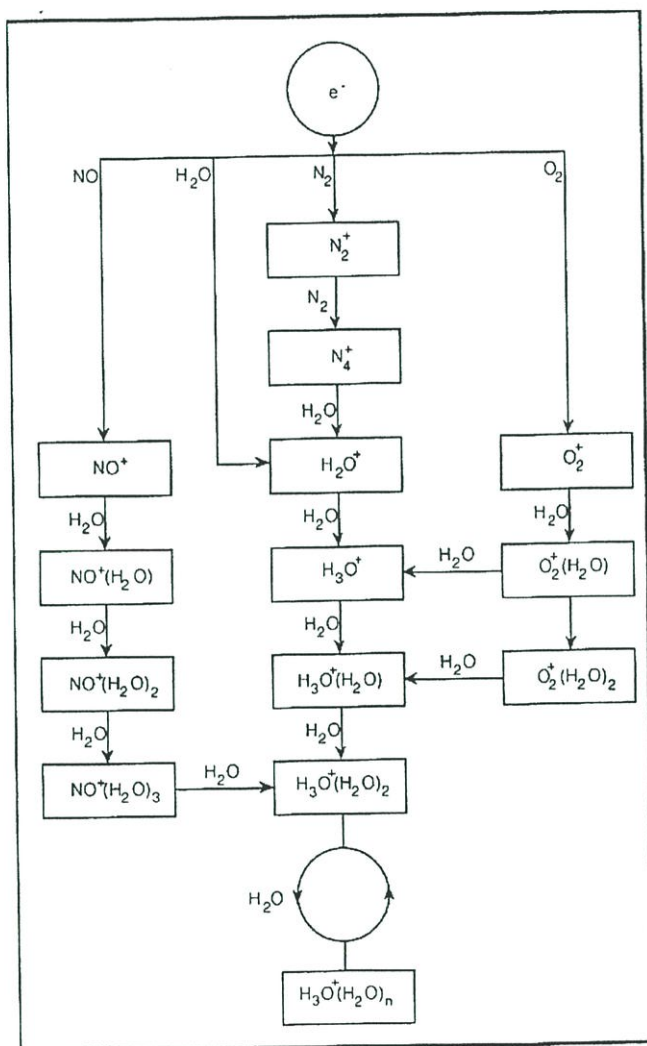 e⁻
NO
H₂O
N₂
O₂
N₂⁺
N₂
N₄⁺
H₂O
NO⁺
H₂O⁺
O₂⁺
H₂O
H₂O
H₂O
NO⁺(H₂O)
H₃O⁺
H₂O
O₂⁺(H₂O)
H₂O
H₂O
NO⁺(H₂O)₂
H₃O⁺(H₂O)
H₂O
O₂⁺(H₂O)₂
H₂O
H₂O
NO⁺(H₂O)₃
H₂O
H₃O⁺(H₂O)₂
H₂O
H₃O⁺(H₂O)ₙ